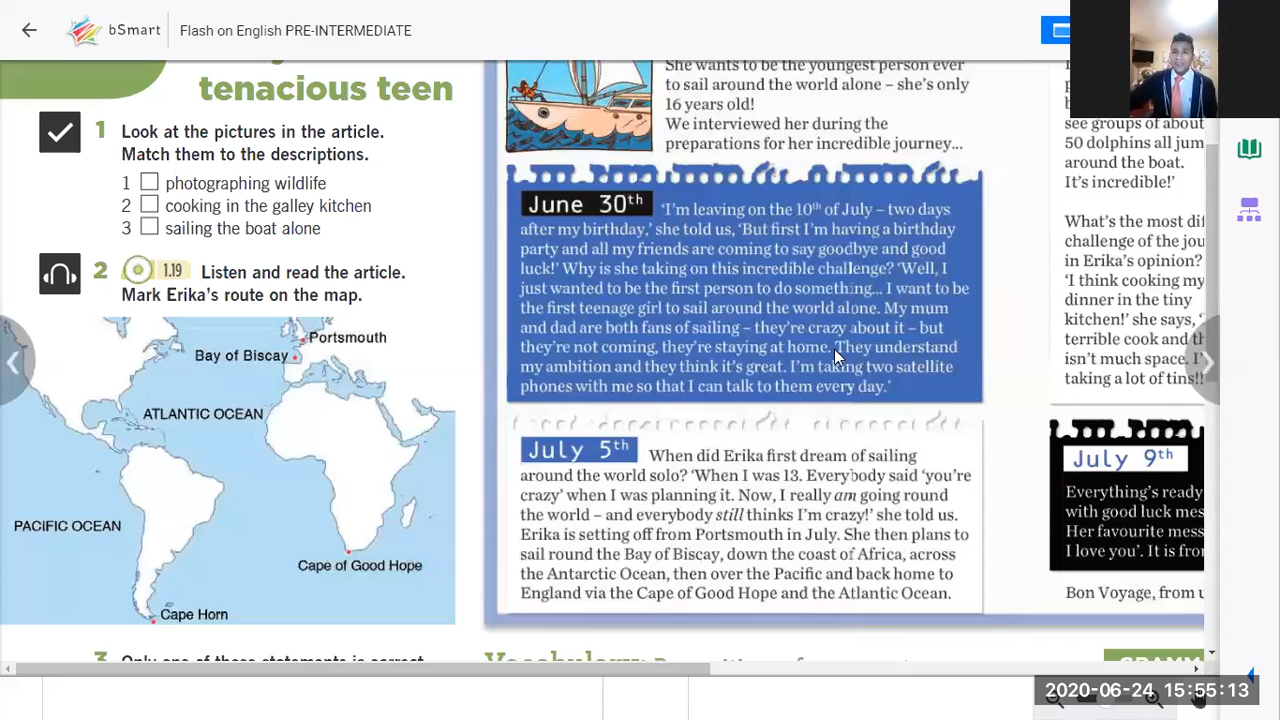 bSmart
Flash on English PRE-INTERMEDIATE
tenacious teen
1 Look at the pictures in the article.
Match them to the descriptions.
1 photographing wildlife
2 cooking in the galley kitchen
3 sailing the boat alone
2 1.19 Listen and read the article.
Mark Erika's route on the map.
Portsmouth
Bay of Biscay
ATLANTIC OCEAN
PACIFIC OCEAN
Cape of Good Hope
Cape Horn
3 Only one of these statements is correct
She wants to be the youngest person ever
to sail around the world alone – she's only
16 years old!
We interviewed her during the
preparations for her incredible journey...
June 30th 'I'm leaving on the 10th of July – two days
after my birthday,' she told us, 'But first I'm having a birthday
party and all my friends are coming to say goodbye and good
luck!' Why is she taking on this incredible challenge? 'Well, I
just wanted to be the first person to do something... I want to be
the first teenage girl to sail around the world alone. My mum
and dad are both fans of sailing – they're crazy about it – but
they're not coming, they're staying at home. They understand
my ambition and they think it's great. I'm taking two satellite
phones with me so that I can talk to them every day.'
July 5th When did Erika first dream of sailing
around the world solo? 'When I was 13. Everybody said 'you're
crazy' when I was planning it. Now, I really am going round
the world – and everybody still thinks I'm crazy!' she told us.
Erika is setting off from Portsmouth in July. She then plans to
sail round the Bay of Biscay, down the coast of Africa, across
the Antarctic Ocean, then over the Pacific and back home to
England via the Cape of Good Hope and the Atlantic Ocean.
see groups of about
50 dolphins all jum
around the boat.
It's incredible!'
What's the most dif
challenge of the jou
in Erika's opinion?
'I think cooking my
dinner in the tiny
kitchen!' she says, '
terrible cook and th
isn't much space. I'
taking a lot of tins!!
July 9th
Everything's ready
with good luck mes
Her favourite mess
I love you'. It is fro
Bon Voyage, from u
Vocabulary:
GRAMM
2020-06-24 15:55:13